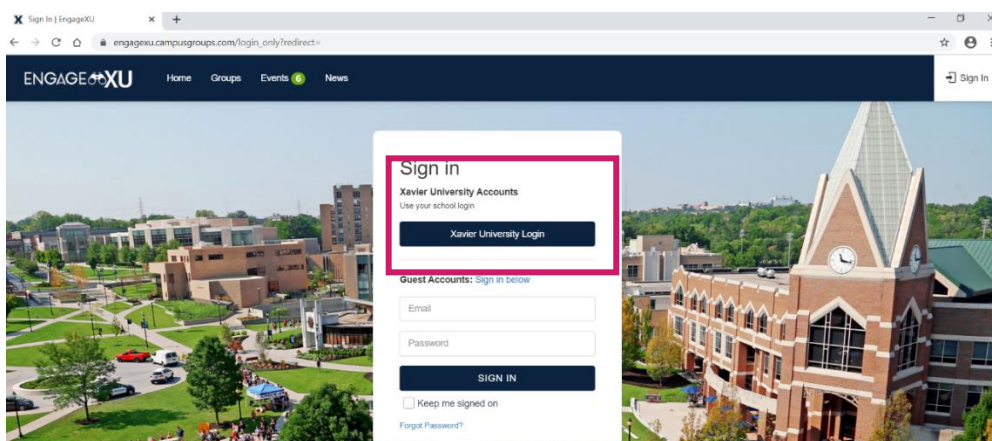 Sign In | EngageXU
engagexu.campusgroups.com/login_only?redirect=
ENGAGE XU Home Groups Events 6 News Sign In
Sign in
Xavier University Accounts
Use your school login
Xavier University Login
Guest Accounts: Sign in below
Email
Password
SIGN IN
Keep me signed on
Forgot Password?